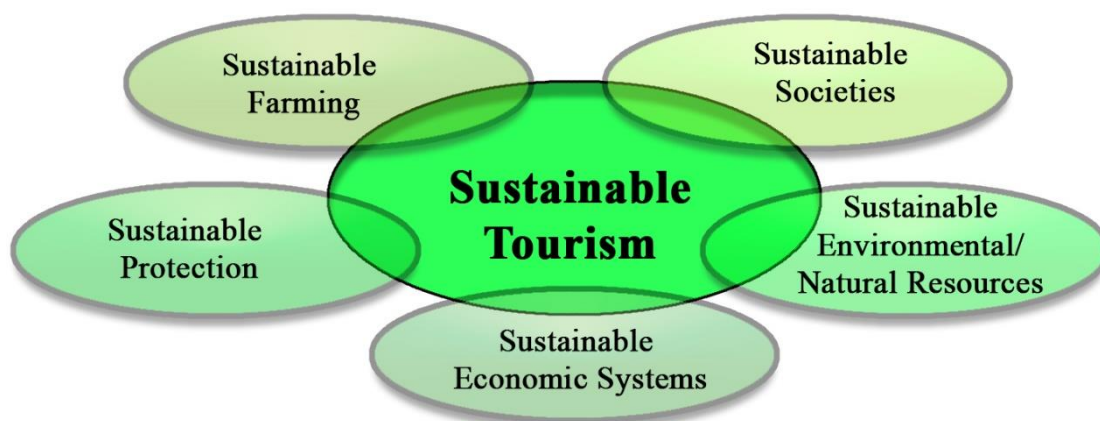 Sustainable
Farming
Sustainable
Societies
Sustainable
Tourism
Sustainable
Protection
Sustainable
Environmental/
Natural Resources
Sustainable
Economic Systems